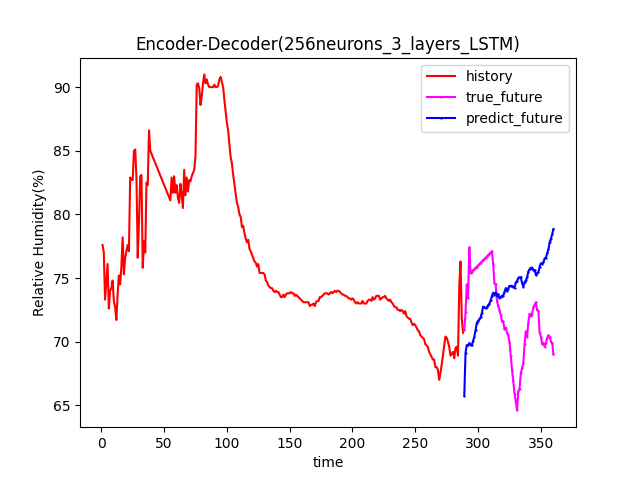 Encoder-Decoder(256neurons_3_layers_LSTM)
history
true_future
predict_future
Relative Humidity(%)
90
85
80
75
70
65
0
50
100
150
200
250
300
350
time